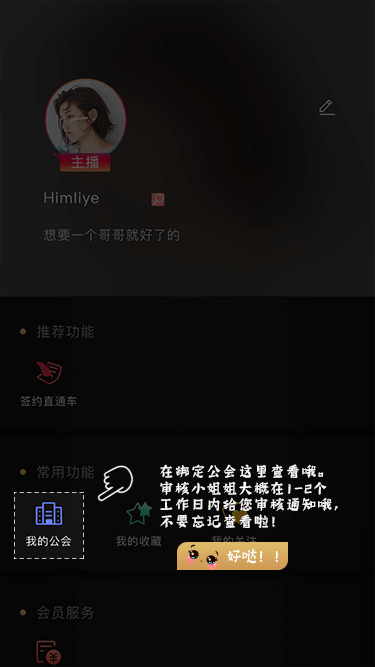 主播
Himliye
想要一个哥哥就好了的
推荐功能
签约直通车
常用功能
在绑定公会这里查看哦。
审核小姐姐大概在1-2个
工作日内给您审核通知哦，
不要忘记查看啦!
我的公会
我的收藏
我的关注
好哒!!
会员服务